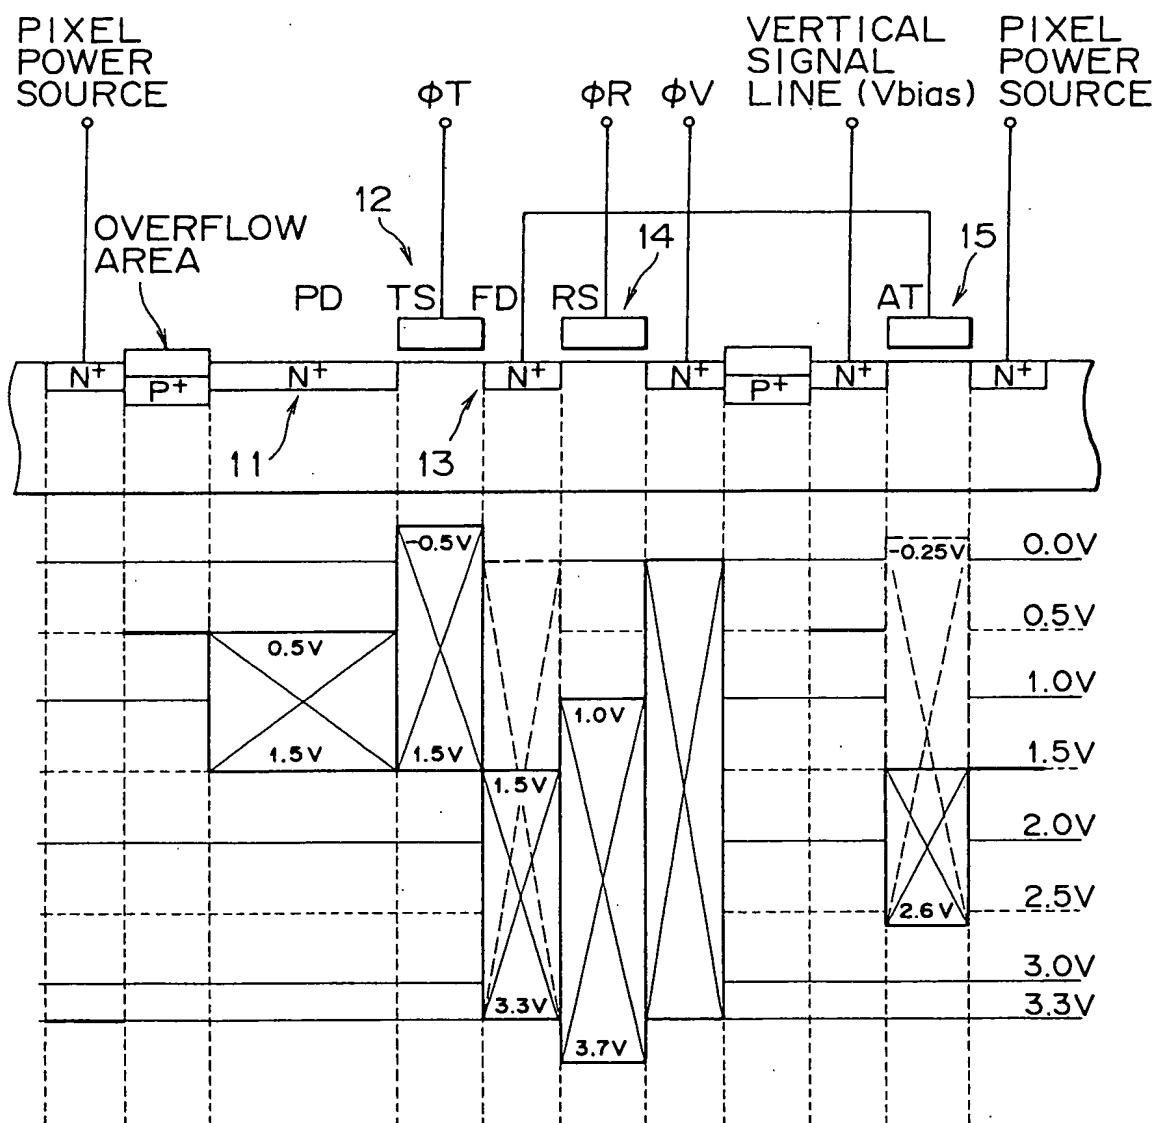 PIXEL
POWER
SOURCE
ΦT
ΦR
ΦV
VERTICAL
SIGNAL
LINE (Vbias)
PIXEL
POWER
SOURCE
12
OVERFLOW
AREA
14
15
PD
TS
FD
RS
AT
N+
P+
N+
N+
N+
P+
N+
N+
11
13
-0.5V
-0.25V
0.0V
0.5V
0.5V
1.0V
1.0V
1.5V
1.5V
1.5V
1.5V
2.0V
2.6V
2.5V
3.0V
3.3V
3.3V
3.7V